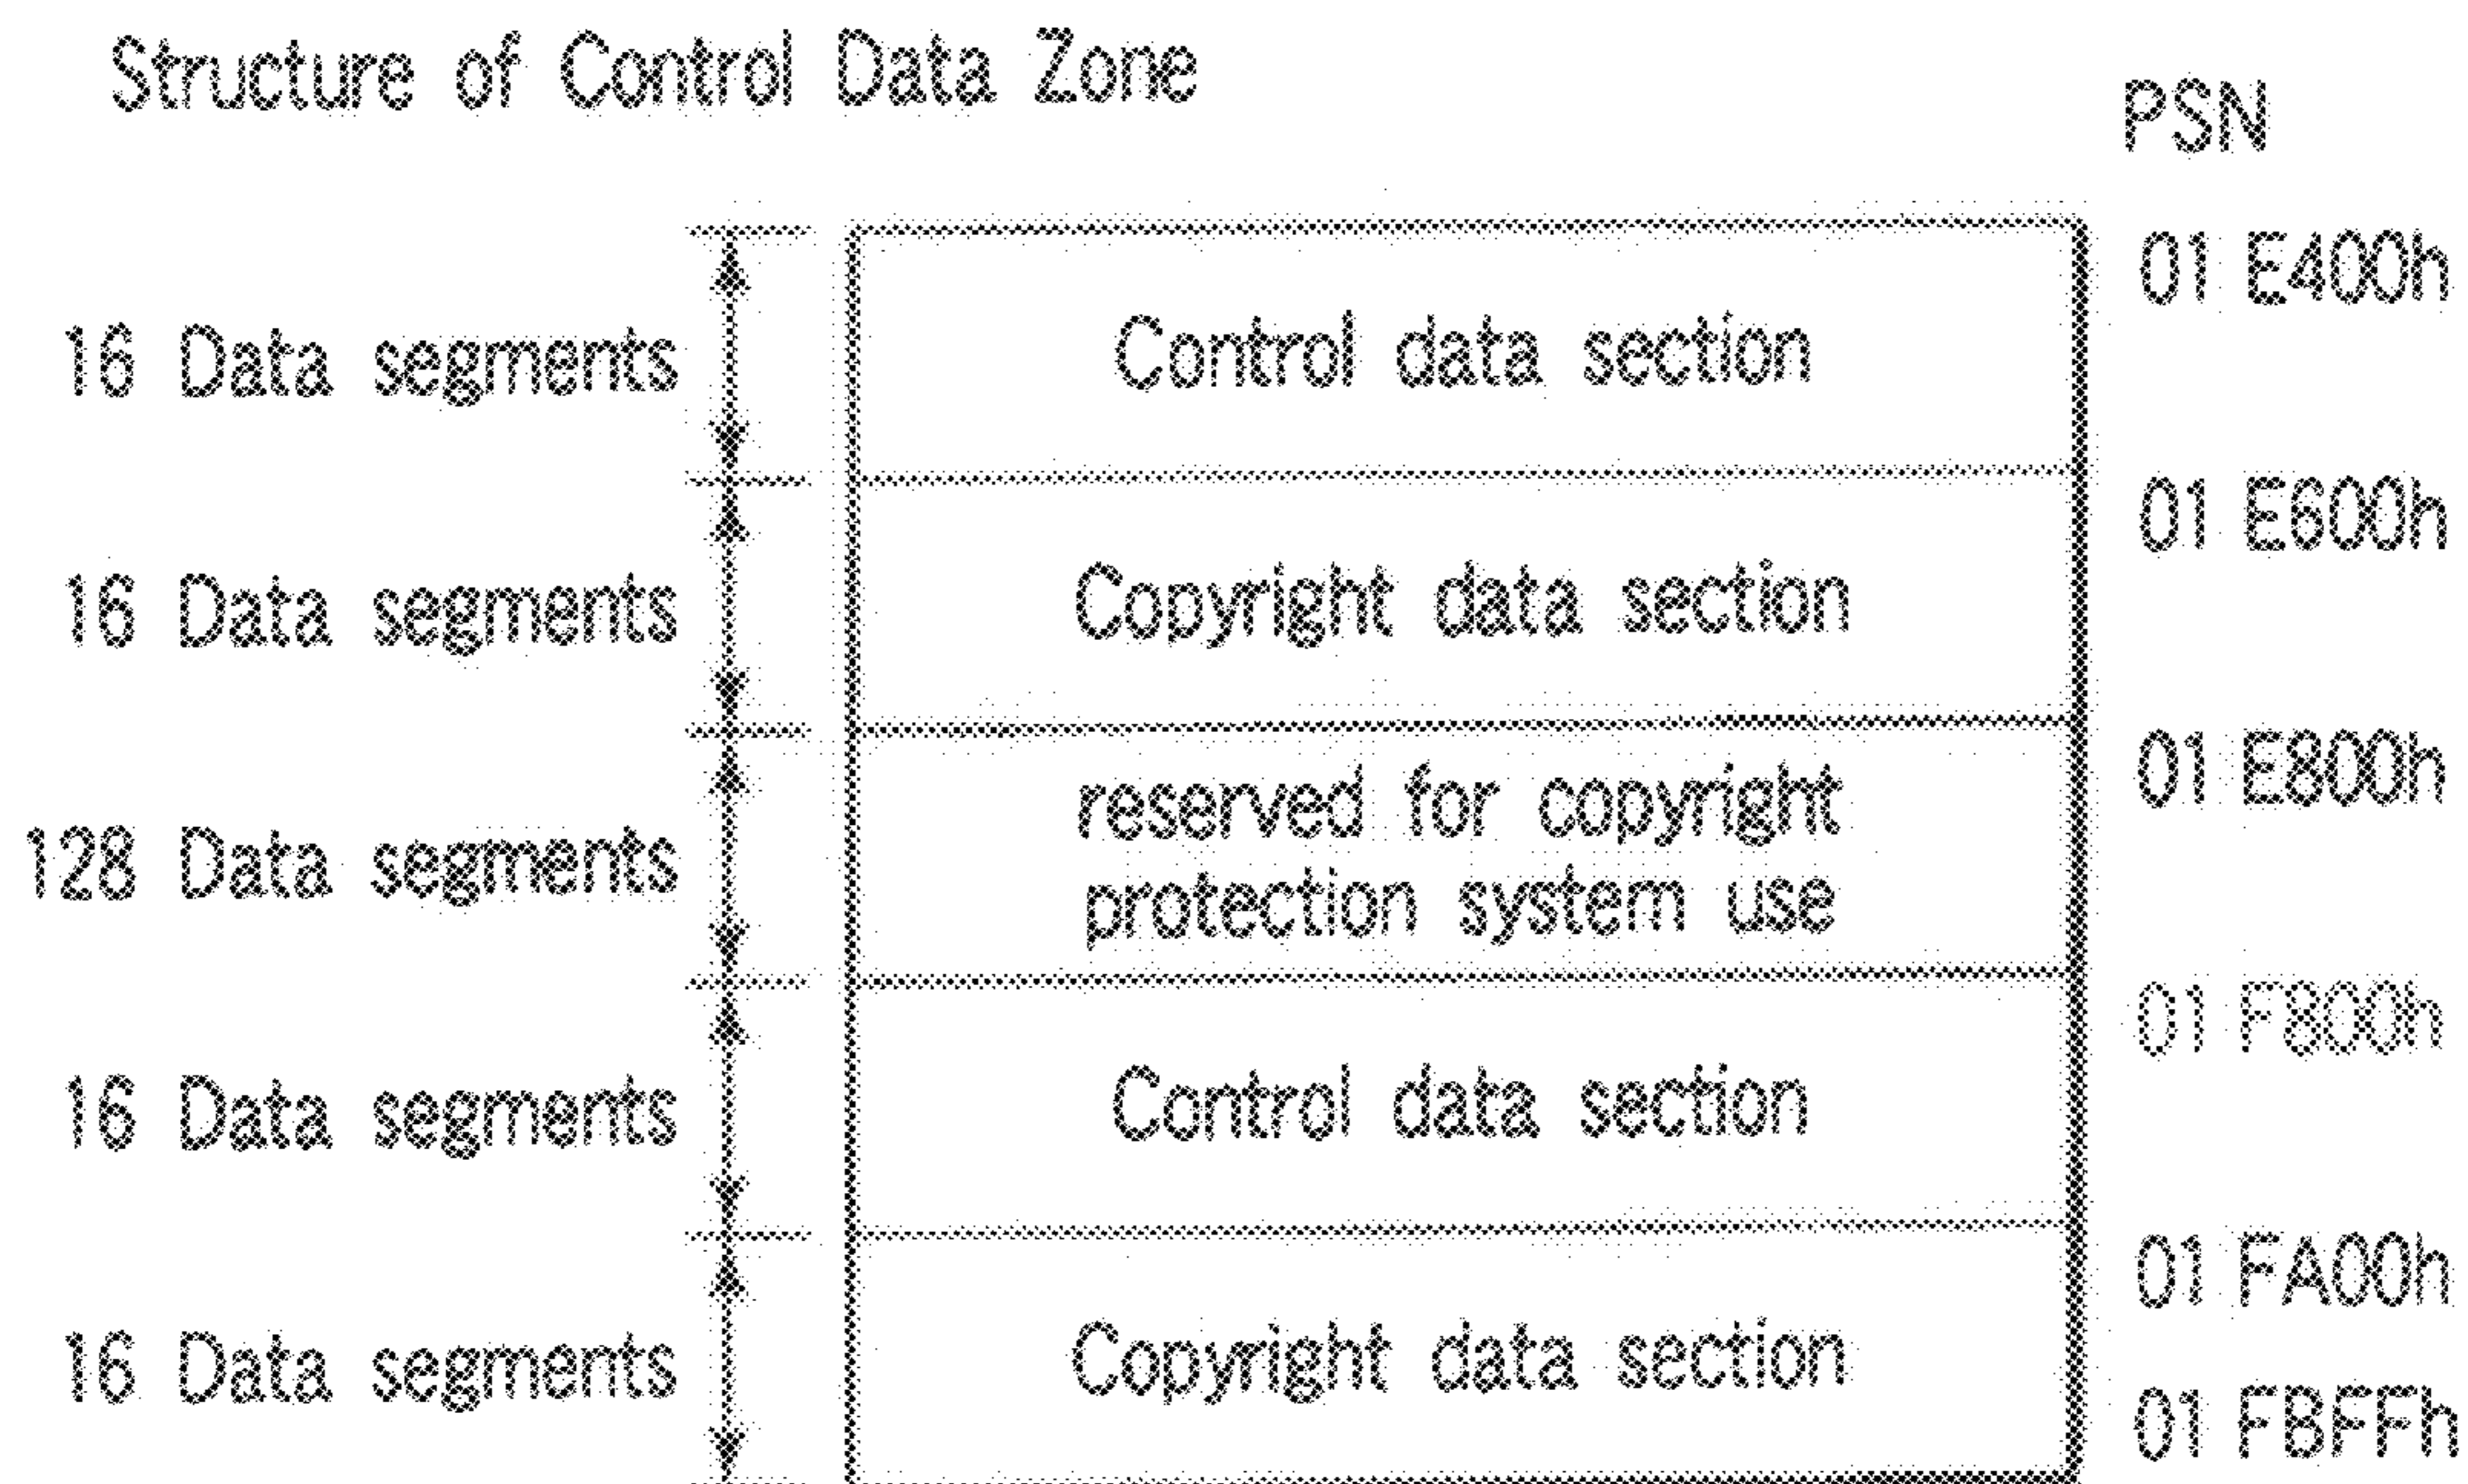 Structure of Control Data Zone
PSN
01 E400h
16 Data segments
Control data section
01 E600h
16 Data segments
Copyright data section
01 E800h
128 Data segments
reserved for copyright
protection system use
01 F800h
16 Data segments
Control data section
01 FA00h
16 Data segments
Copyright data section
01 FBFFh